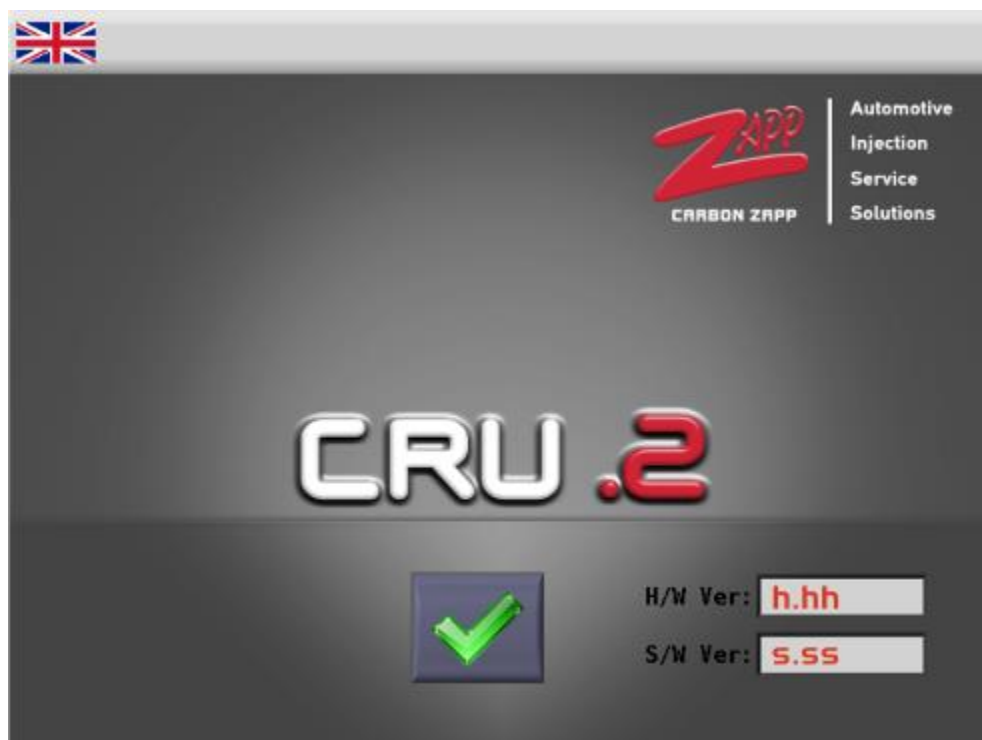 ZAPP
CARBON ZAPP
Automotive
Injection
Service
Solutions
CRU .2
H/W Ver: h.hh
S/W Ver: s.ss